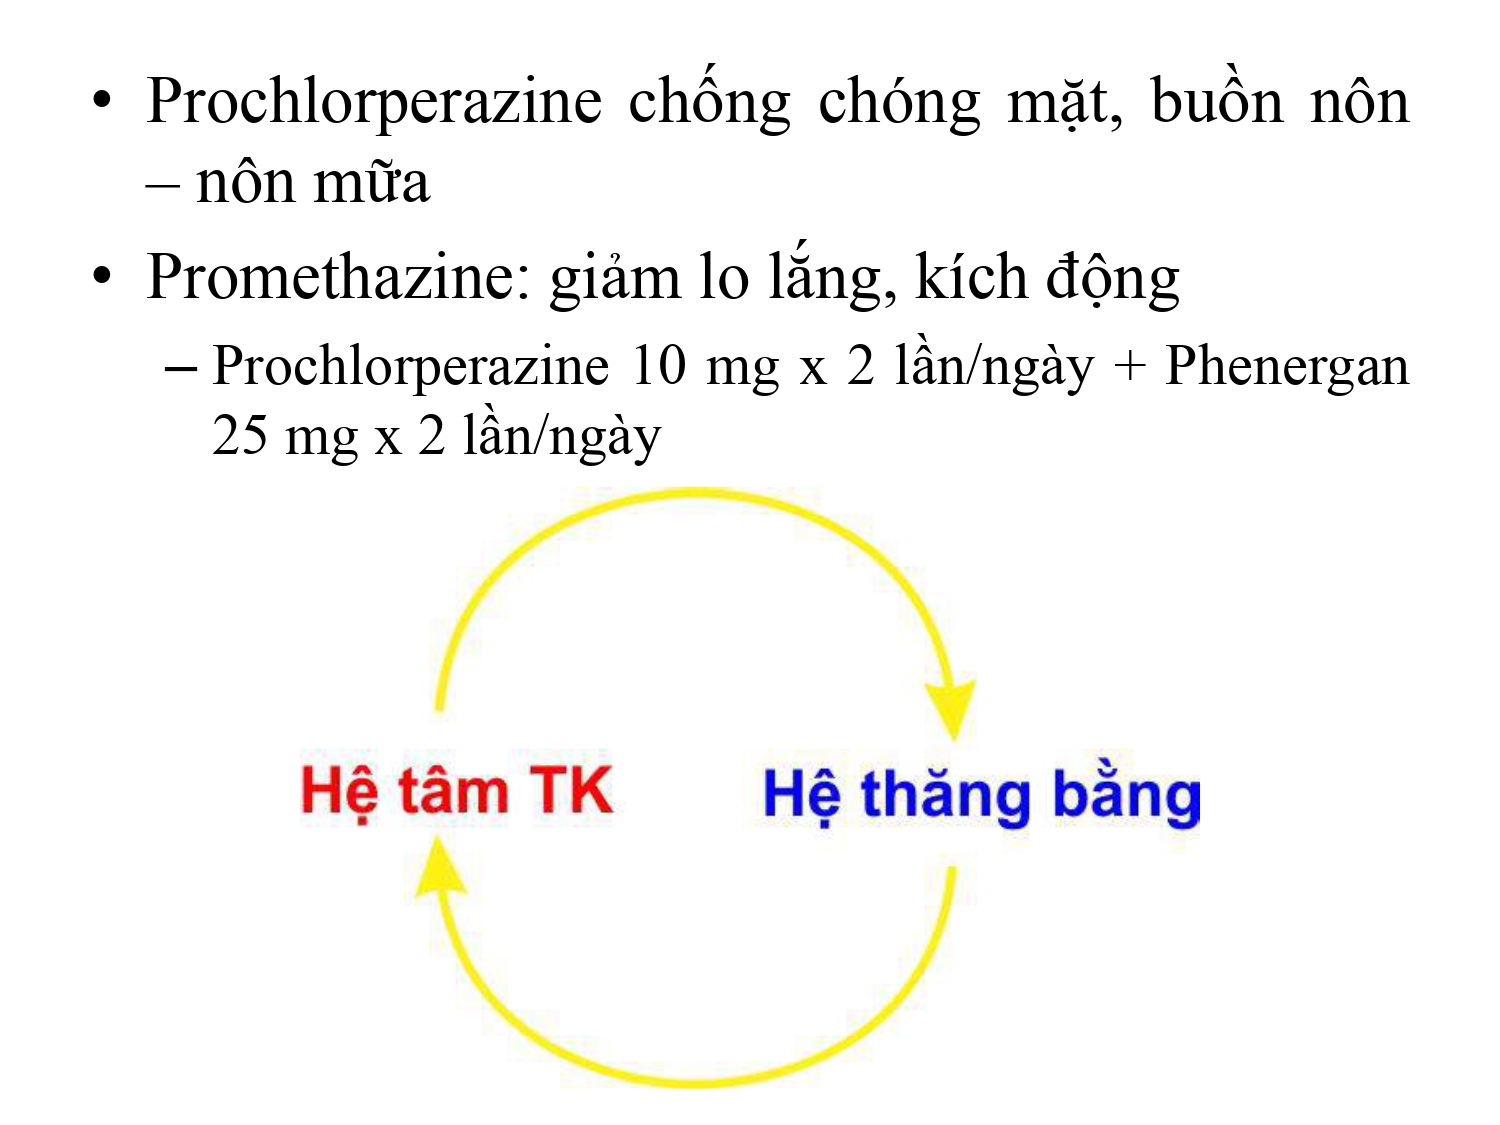 • Prochlorperazine chống chóng mặt, buồn nôn
– nôn mữa
• Promethazine: giảm lo lắng, kích động
– Prochlorperazine 10 mg x 2 lần/ngày + Phenergan
25 mg x 2 lần/ngày
Hệ tâm TK
Hệ thăng bằng